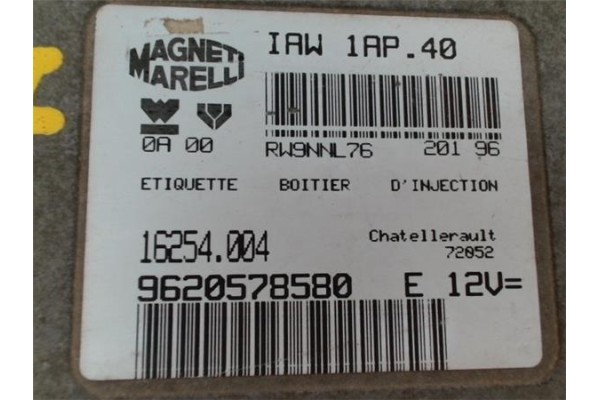 MAGNETI
MARELLI
IAW 1AP.40
0A 00
RW9NNL76 201 96
ETIQUETTE BOITIER D'INJECTION
16254.004
Chatellerault
72052
9620578580 E 12V=